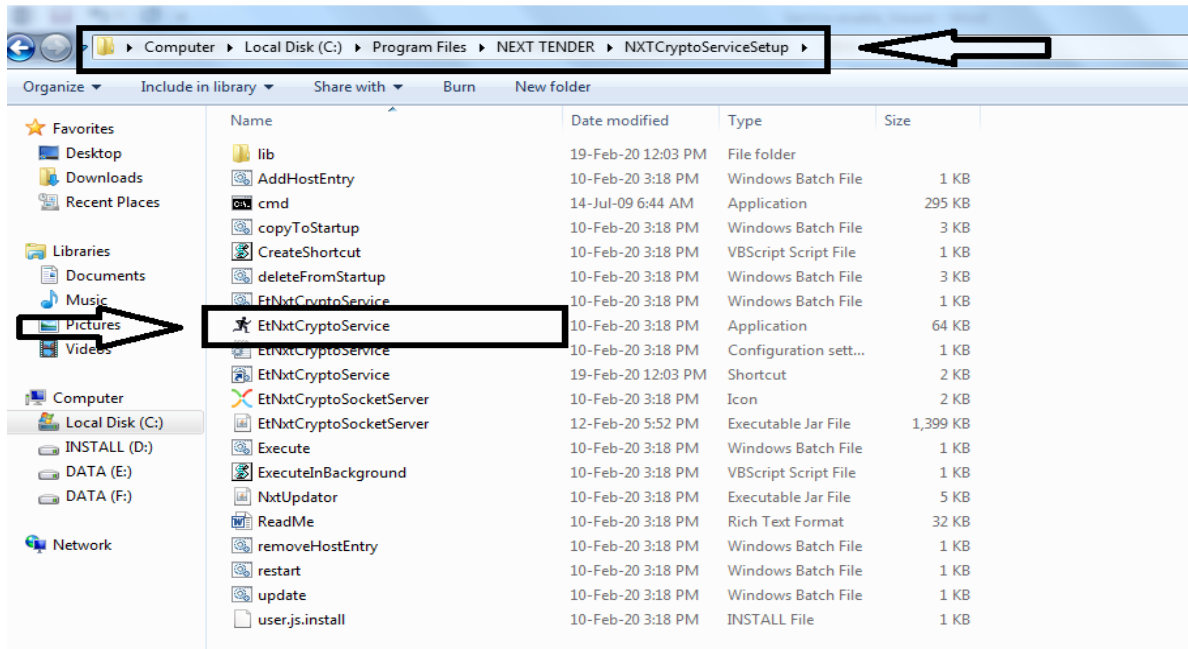 Computer ▸ Local Disk (C:) ▸ Program Files ▸ NEXT TENDER ▸ NXTCryptoServiceSetup ▸
Organize Include in library Share with Burn New folder
Favorites
Desktop
Downloads
Recent Places
Libraries
Documents
Music
Pictures
Videos
Computer
Local Disk (C:)
INSTALL (D:)
DATA (E:)
DATA (F:)
Network
Name Date modified Type Size
lib 19-Feb-20 12:03 PM File folder
AddHostEntry 10-Feb-20 3:18 PM Windows Batch File 1 KB
cmd 14-Jul-09 6:44 AM Application 295 KB
copyToStartup 10-Feb-20 3:18 PM Windows Batch File 3 KB
CreateShortcut 10-Feb-20 3:18 PM VBScript Script File 1 KB
deleteFromStartup 10-Feb-20 3:18 PM Windows Batch File 3 KB
EtNxtCryptoService 10-Feb-20 3:18 PM Windows Batch File 1 KB
EtNxtCryptoService 10-Feb-20 3:18 PM Application 64 KB
EtNxtCryptoService 10-Feb-20 3:18 PM Configuration sett... 1 KB
EtNxtCryptoService 19-Feb-20 12:03 PM Shortcut 2 KB
EtNxtCryptoSocketServer 10-Feb-20 3:18 PM Icon 2 KB
EtNxtCryptoSocketServer 12-Feb-20 5:52 PM Executable Jar File 1,399 KB
Execute 10-Feb-20 3:18 PM Windows Batch File 1 KB
ExecuteInBackground 10-Feb-20 3:18 PM VBScript Script File 1 KB
NxtUpdator 10-Feb-20 3:18 PM Executable Jar File 5 KB
ReadMe 10-Feb-20 3:18 PM Rich Text Format 32 KB
removeHostEntry 10-Feb-20 3:18 PM Windows Batch File 1 KB
restart 10-Feb-20 3:18 PM Windows Batch File 1 KB
update 10-Feb-20 3:18 PM Windows Batch File 1 KB
user.js.install 10-Feb-20 3:18 PM INSTALL File 1 KB